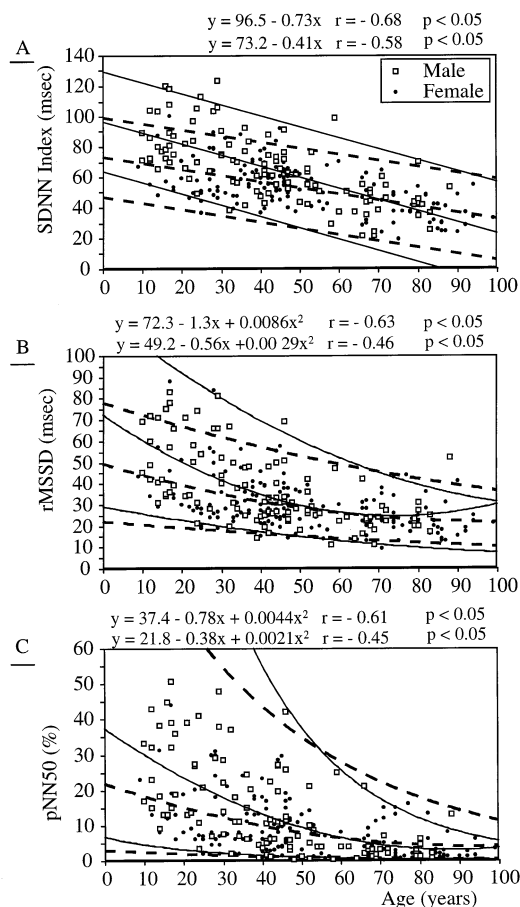 y = 96.5 - 0.73x r = - 0.68 p < 0.05
y = 73.2 - 0.41x r = - 0.58 p < 0.05
A
SDNN Index (msec)
140
120
100
80
60
40
20
0
Male
Female
0 10 20 30 40 50 60 70 80 90 100
y = 72.3 - 1.3x + 0.0086x² r = - 0.63 p < 0.05
y = 49.2 - 0.56x +0.00 29x² r = - 0.46 p < 0.05
B
rMSSD (msec)
100
90
80
70
60
50
40
30
20
10
0
0 10 20 30 40 50 60 70 80 90 100
y = 37.4 - 0.78x + 0.0044x² r = - 0.61 p < 0.05
y = 21.8 - 0.38x + 0.0021x² r = - 0.45 p < 0.05
C
pNN50 (%)
60
50
40
30
20
10
0
0 10 20 30 40 50 60 70 80 90 100
Age (years)